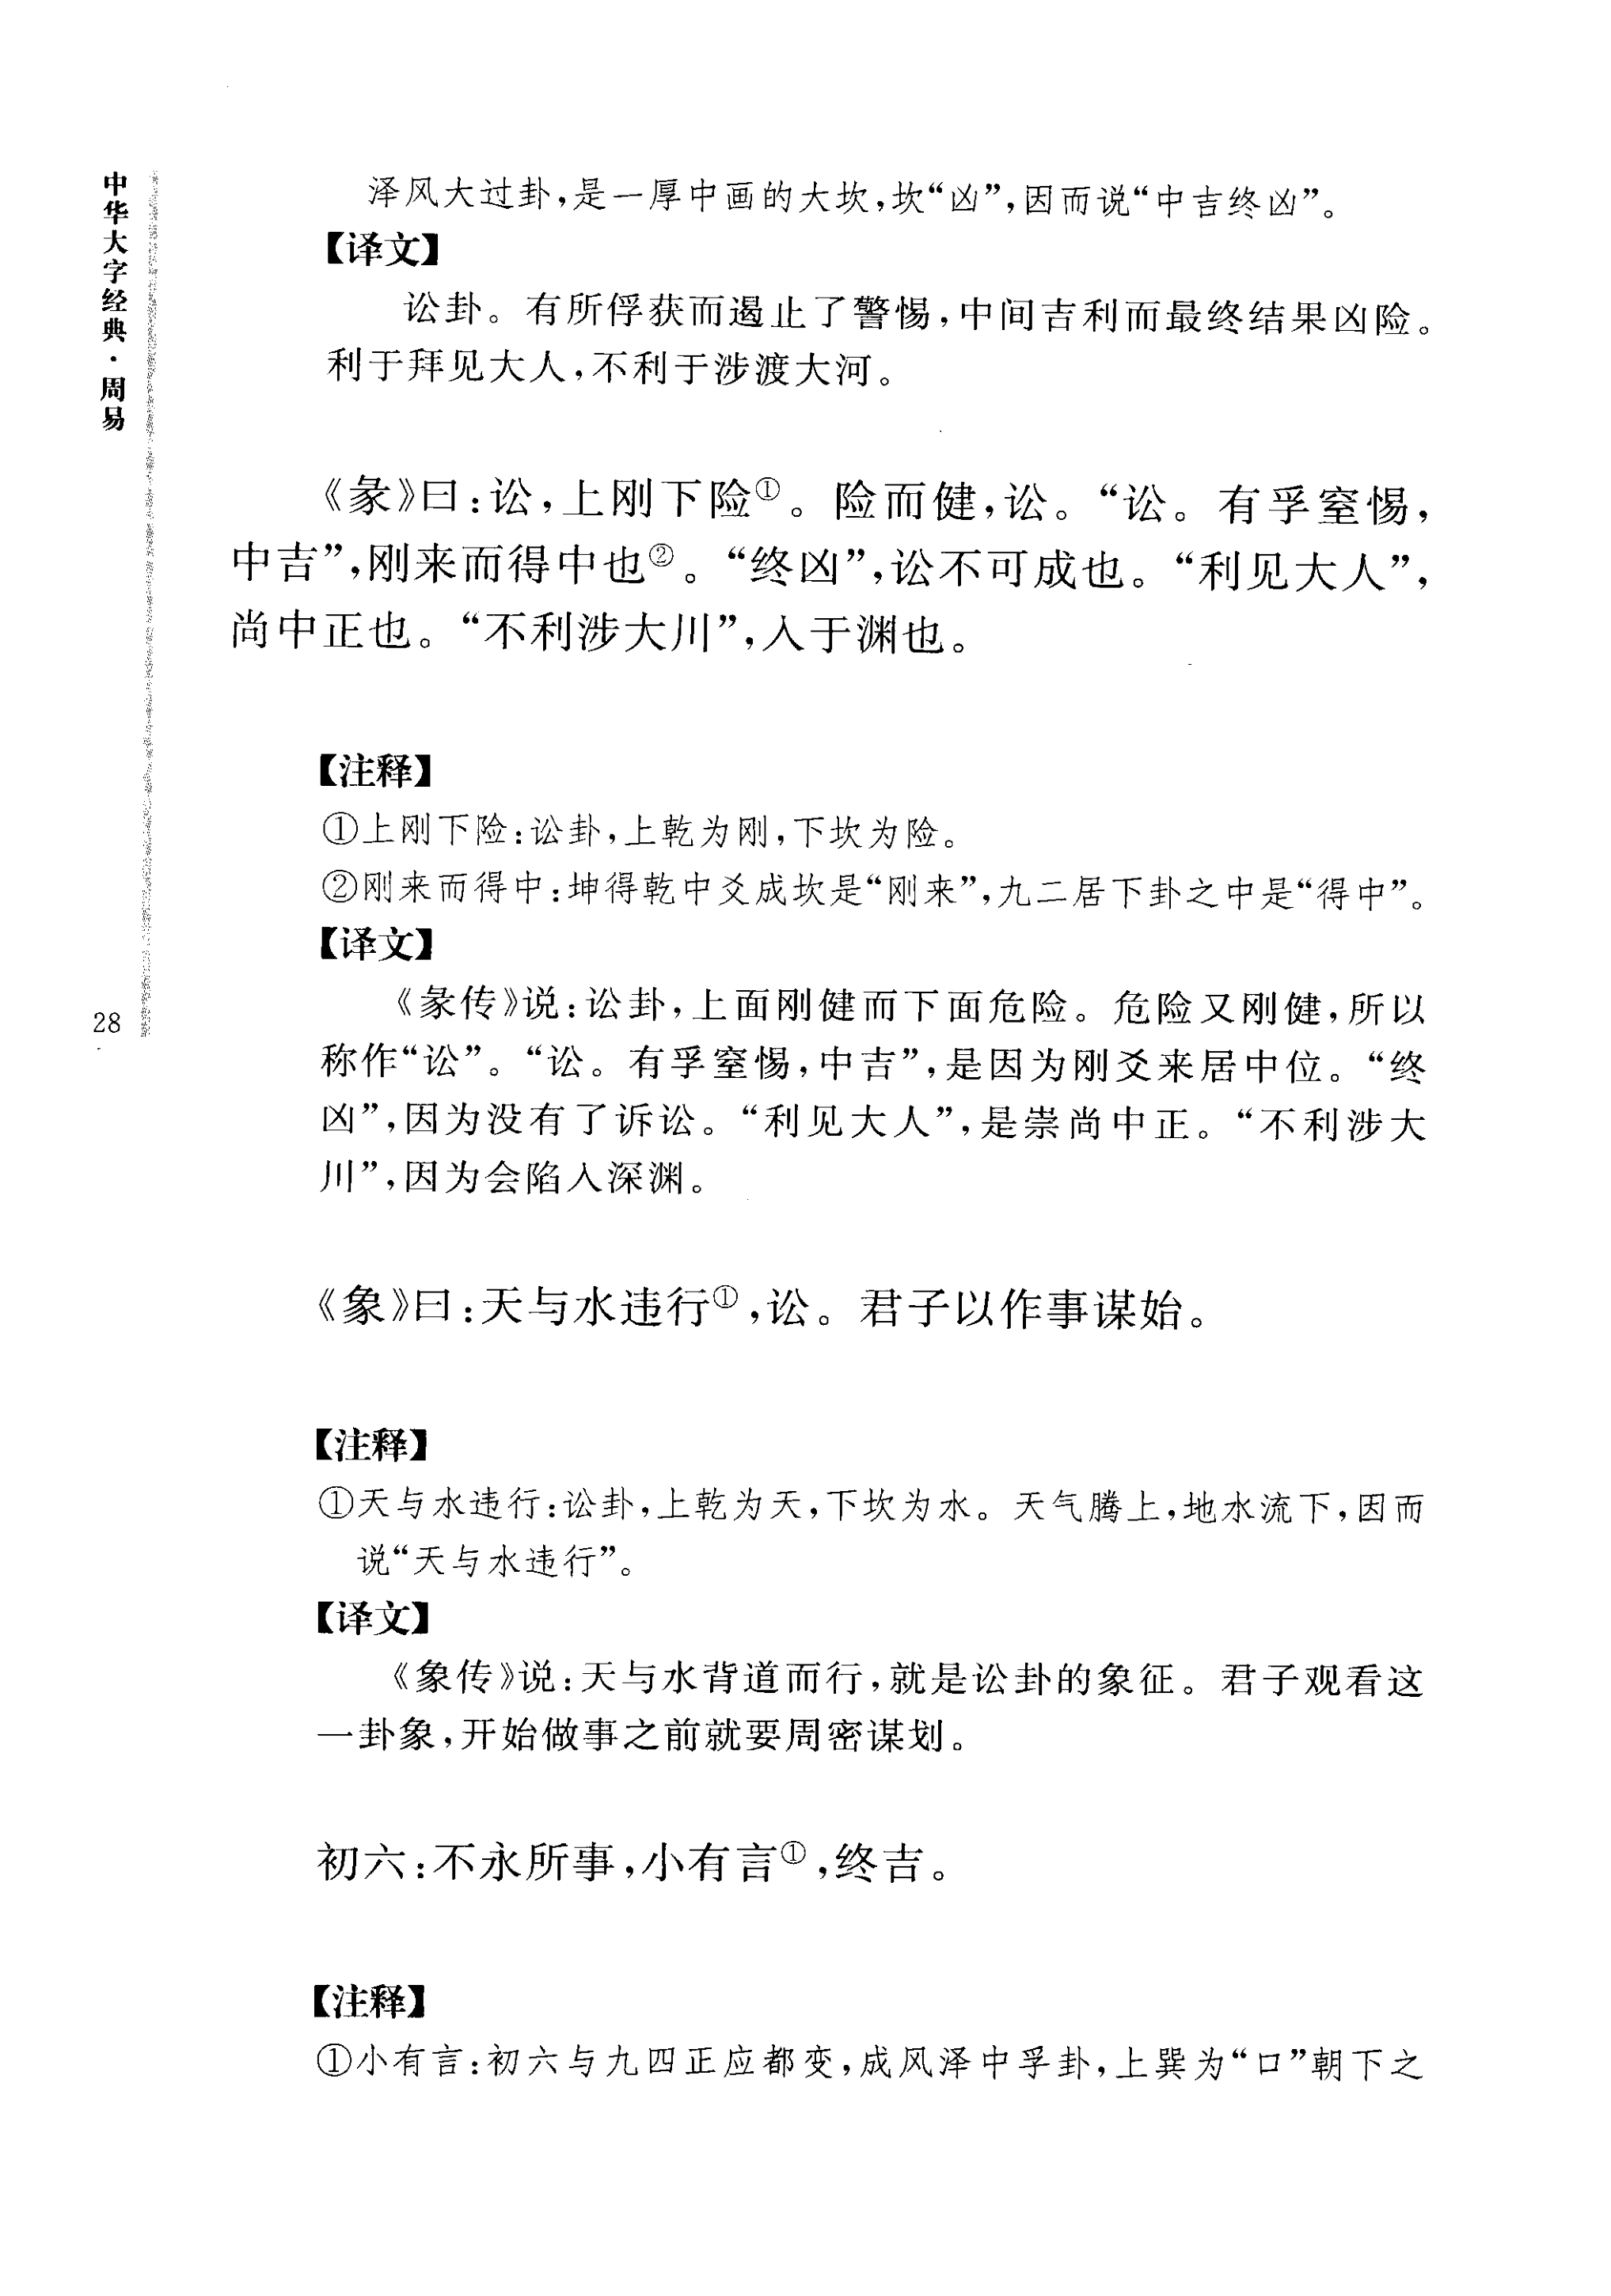 中华大字经典·周易
28
泽风大过卦,是一厚中画的大坎,坎“凶”,因而说“中吉终凶”。
【译文】
讼卦。有所俘获而遏止了警惕,中间吉利而最终结果凶险。
利于拜见大人,不利于涉渡大河。
《彖》曰:讼,上刚下险①。险而健,讼。“讼。有孚窒惕,
中吉”,刚来而得中也②。“终凶”,讼不可成也。“利见大人”,
尚中正也。“不利涉大川”,入于渊也。
【注释】
①上刚下险:讼卦,上乾为刚,下坎为险。
②刚来而得中:坤得乾中爻成坎是“刚来”,九二居下卦之中是“得中”。
【译文】
《彖传》说:讼卦,上面刚健而下面危险。危险又刚健,所以
称作“讼”。“讼。有孚窒惕,中吉”,是因为刚爻来居中位。“终
凶”,因为没有了诉讼。“利见大人”,是崇尚中正。“不利涉大
川”,因为会陷入深渊。
《象》曰:天与水违行①,讼。君子以作事谋始。
【注释】
①天与水违行:讼卦,上乾为天,下坎为水。天气腾上,地水流下,因而
说“天与水违行”。
【译文】
《象传》说:天与水背道而行,就是讼卦的象征。君子观看这
一卦象,开始做事之前就要周密谋划。
初六:不永所事,小有言①,终吉。
【注释】
①小有言:初六与九四正应都变,成风泽中孚卦,上巽为“口”朝下之